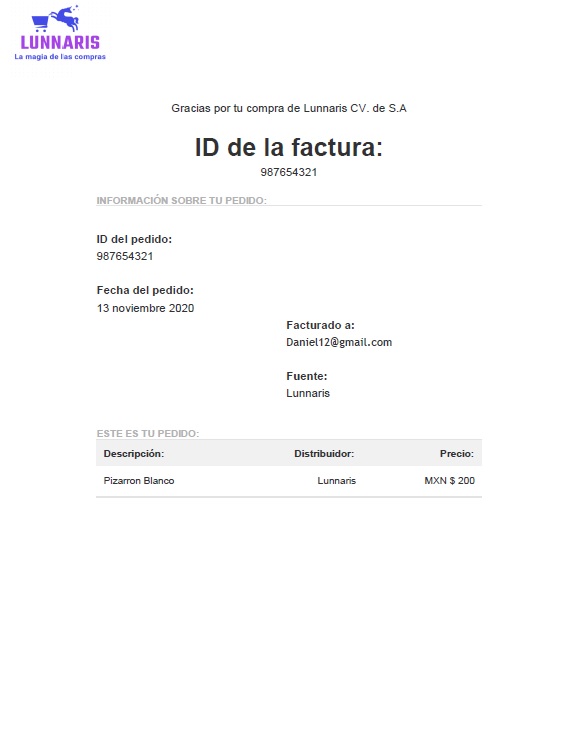 LUNNARIS
La magia de las compras
Gracias por tu compra de Lunnaris CV. de S.A
ID de la factura:
987654321
INFORMACIÓN SOBRE TU PEDIDO:
ID del pedido:
987654321
Fecha del pedido:
13 noviembre 2020
Facturado a:
Daniel12@gmail.com
Fuente:
Lunnaris
ESTE ES TU PEDIDO:
Descripción: Distribuidor: Precio:
Pizarron Blanco Lunnaris MXN $ 200